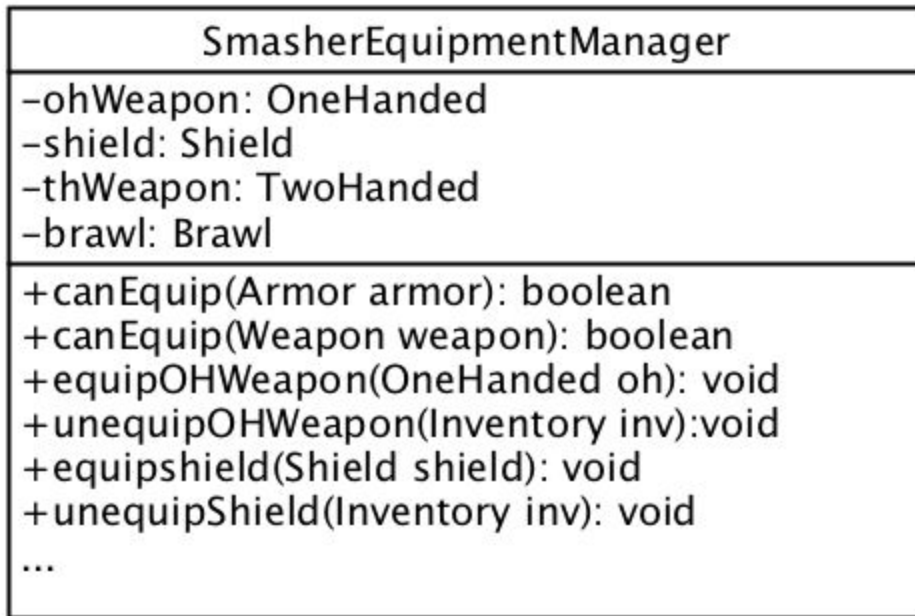 SmasherEquipmentManager
-ohWeapon: OneHanded
-shield: Shield
-thWeapon: TwoHanded
-brawl: Brawl
+canEquip(Armor armor): boolean
+canEquip(Weapon weapon): boolean
+equipOHWeapon(OneHanded oh): void
+unequipOHWeapon(Inventory inv):void
+equipshield(Shield shield): void
+unequipShield(Inventory inv): void
...